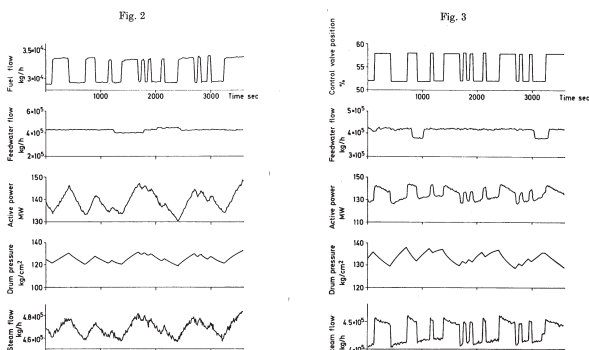 Fig. 2
Fuel flow
kg/h
3.5•10⁴
3•10⁴
1000
2000
3000
Time sec
Feedwater flow
kg/h
6•10⁵
4•10⁵
2•10⁵
Active power
MW
150
140
130
Drum pressure
kg/cm²
140
120
100
Steam flow
kg/h
4.8•10⁵
4.6•10⁵
Fig. 3
Control valve position
%
60
55
50
1000
2000
3000
Time sec
Feedwater flow
kg/h
5•10⁵
4•10⁵
3•10⁵
Active power
MW
150
130
110
Drum pressure
kg/cm²
140
130
120
Steam flow
kg/h
4.5•10⁵